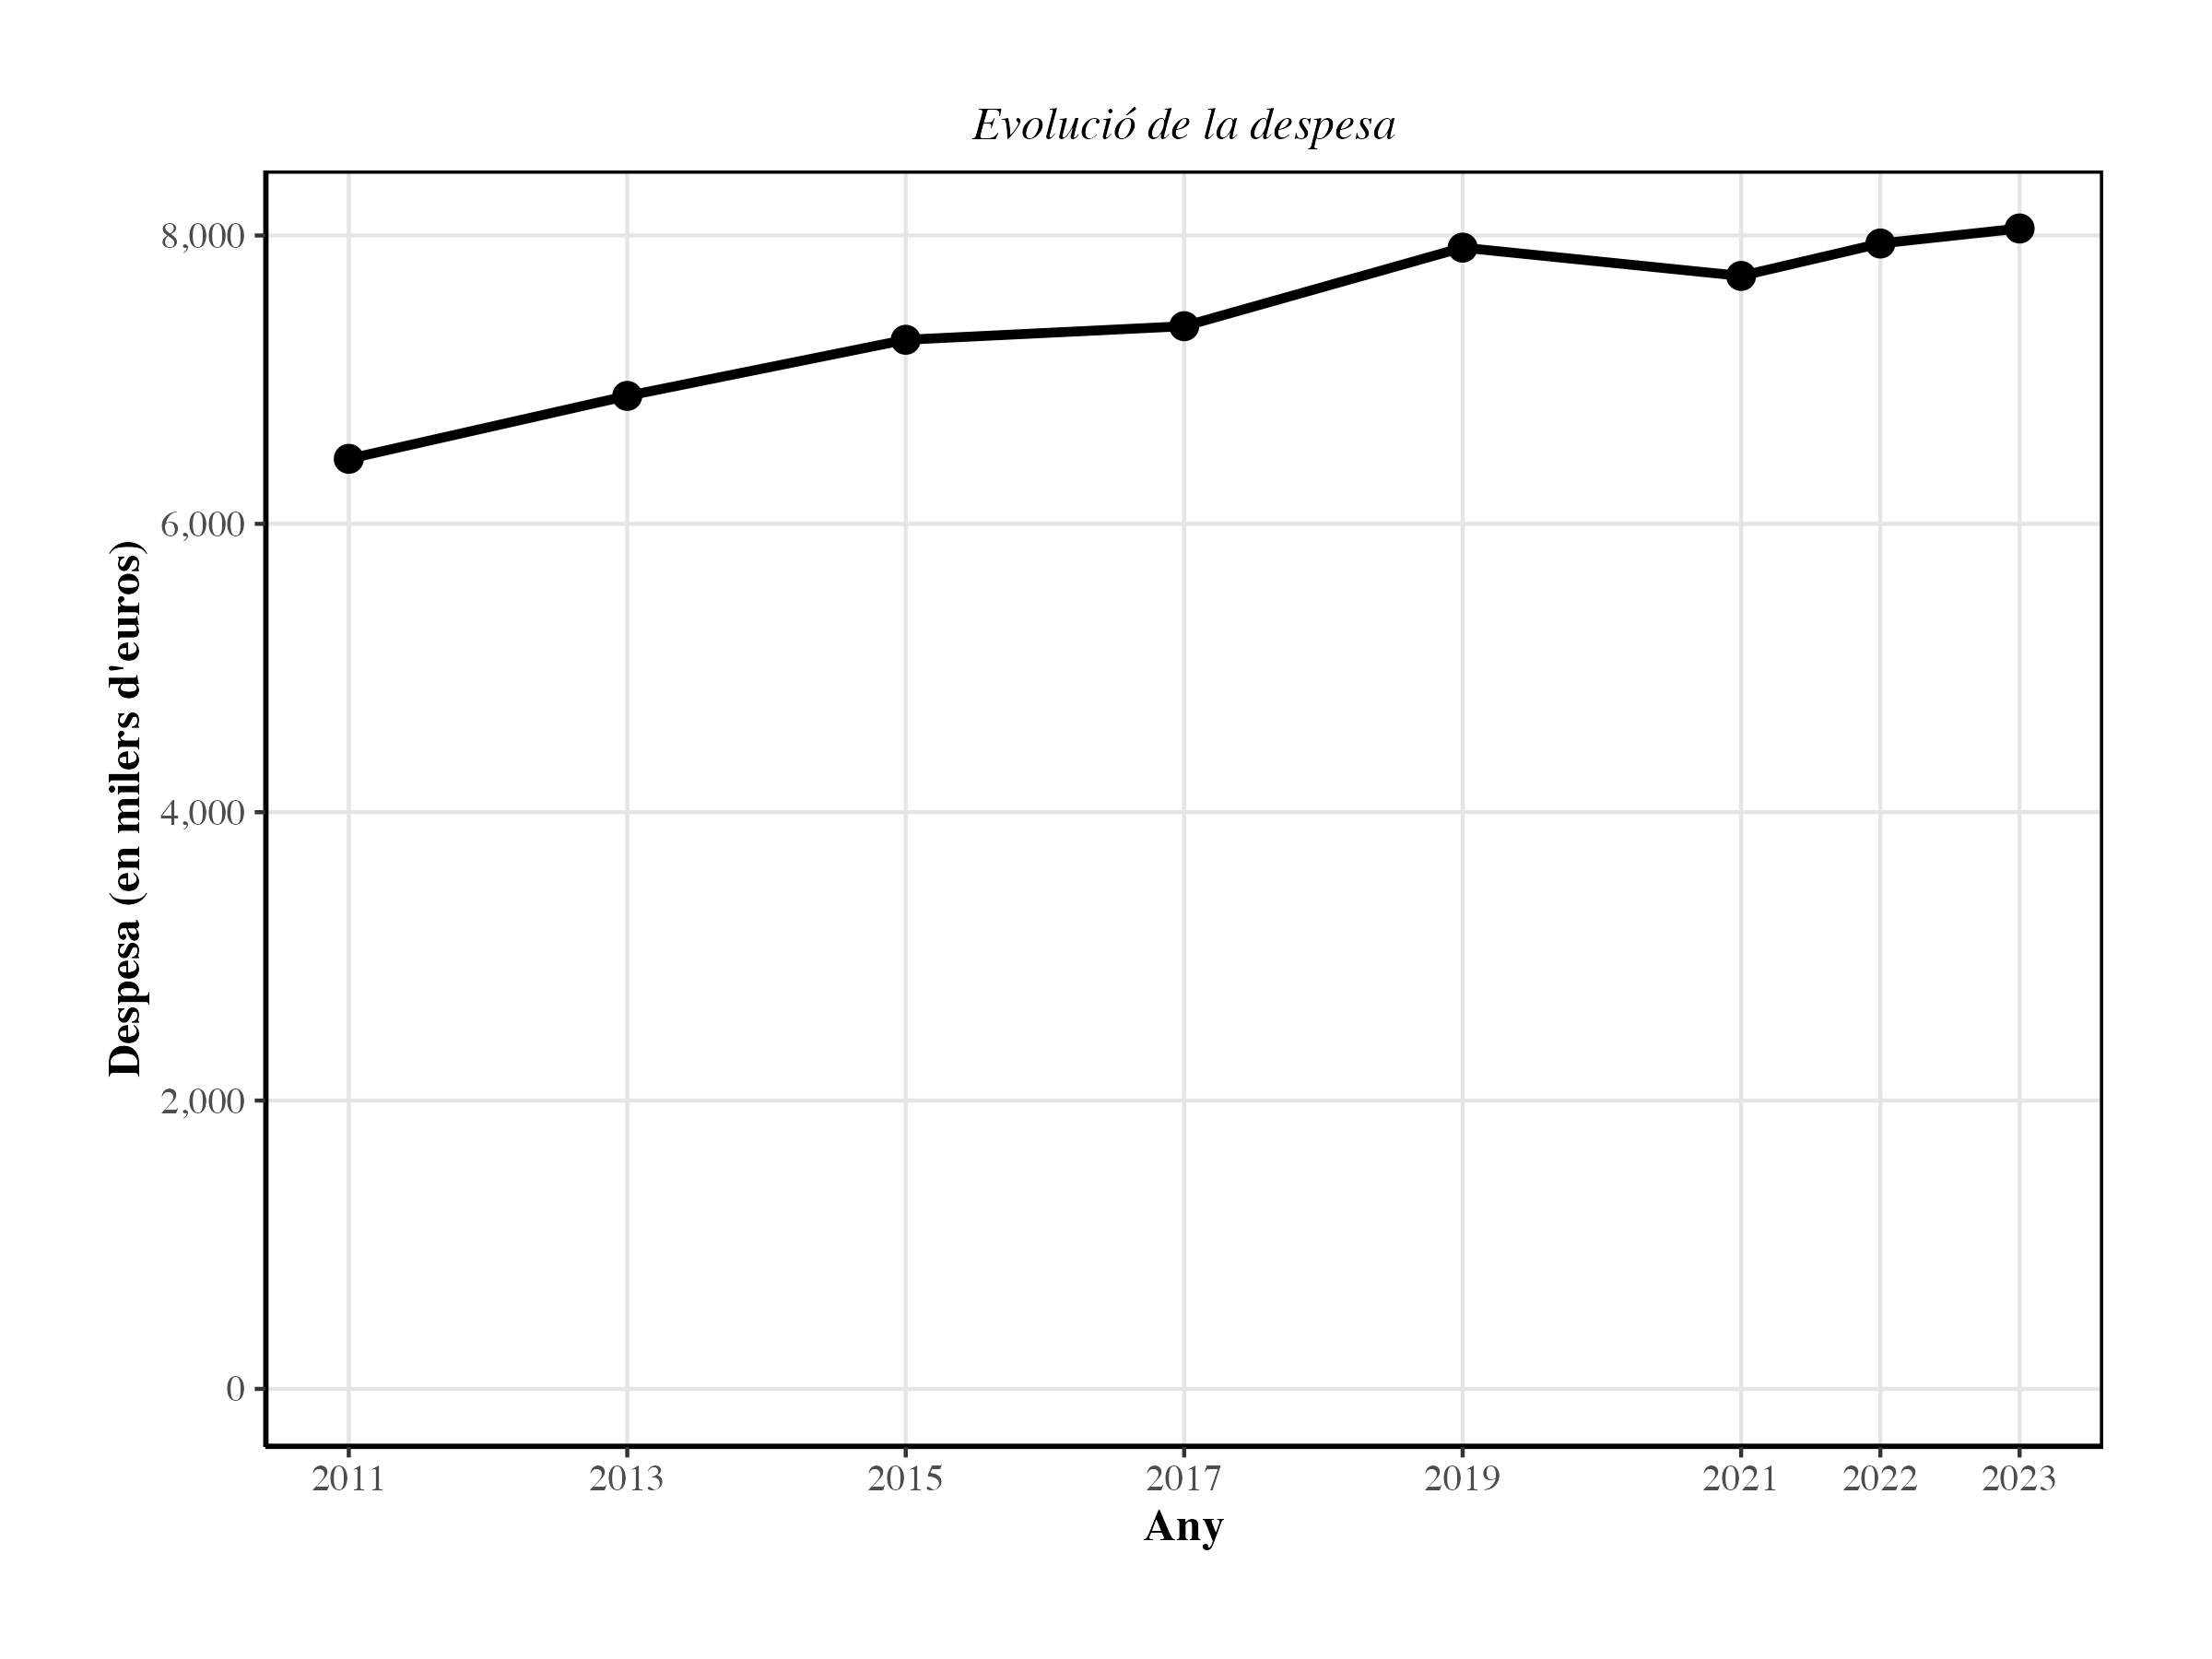 Evolució de la despesa
Despesa (en milers d'euros)
8,000
6,000
4,000
2,000
0
2011 2013 2015 2017 2019 2021 2022 2023
Any